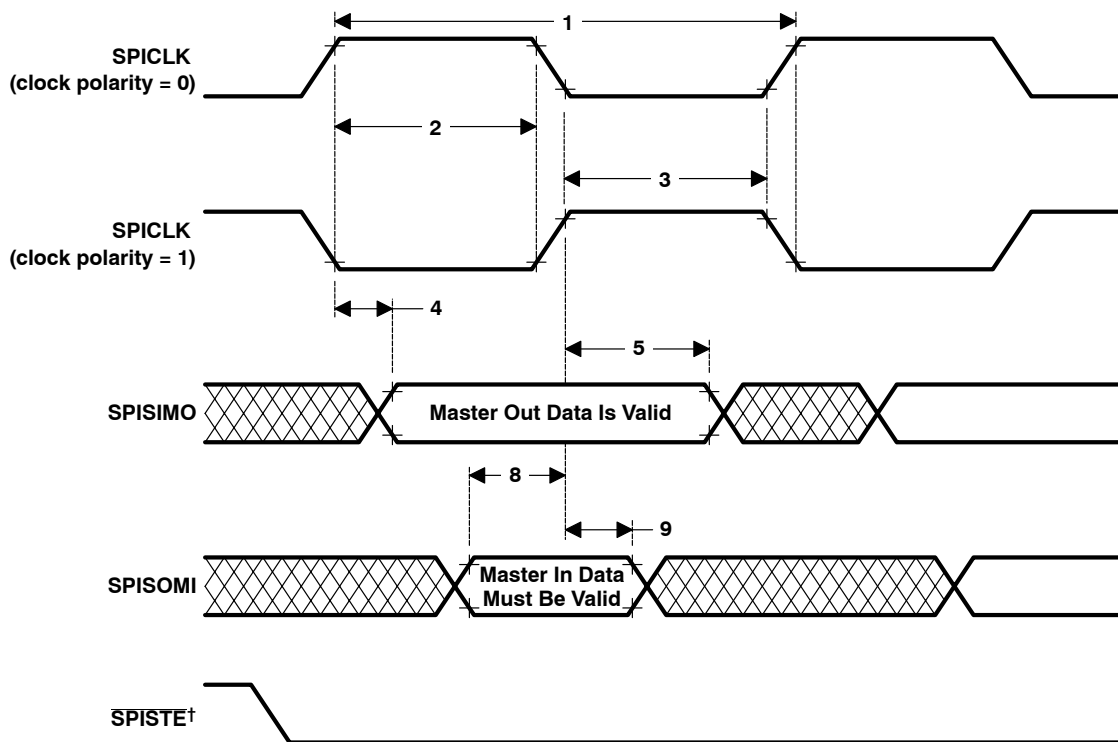 1
SPICLK
(clock polarity = 0)
2
3
SPICLK
(clock polarity = 1)
4
5
SPISIMO
Master Out Data Is Valid
8
9
SPISOMI
Master In Data
Must Be Valid
SPISTE†